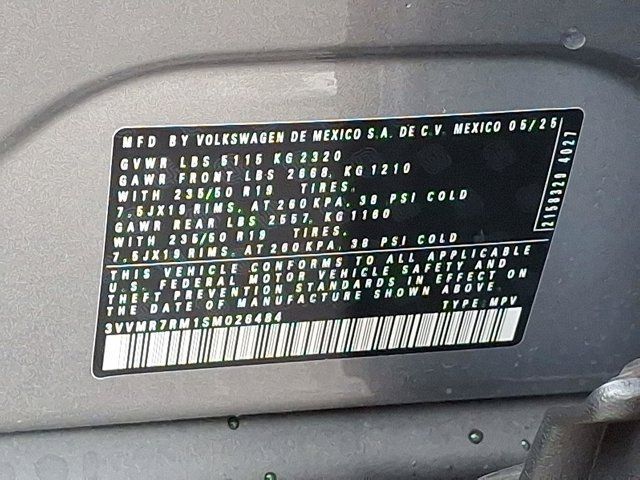 MFD BY VOLKSWAGEN DE MEXICO S.A. DE C.V. MEXICO 05/25
GVWR LBS 5115 KG 2320
GAWR FRONT LBS 2668, KG 1210
WITH 235/50 R19 TIRES,
7.5JX19 RIMS, AT 260 KPA, 38 PSI COLD
GAWR REAR LBS 2557, KG 1160
WITH 235/50 R19 TIRES,
7.5JX19 RIMS, AT 260 KPA, 38 PSI COLD
THIS VEHICLE CONFORMS TO ALL APPLICABLE
U.S. FEDERAL MOTOR VEHICLE SAFETY, AND
THEFT PREVENTION STANDARDS IN EFFECT ON
THE DATE OF MANUFACTURE SHOWN ABOVE.
3VVMR7RM1SM026484 TYPE: MPV
2158329 4027